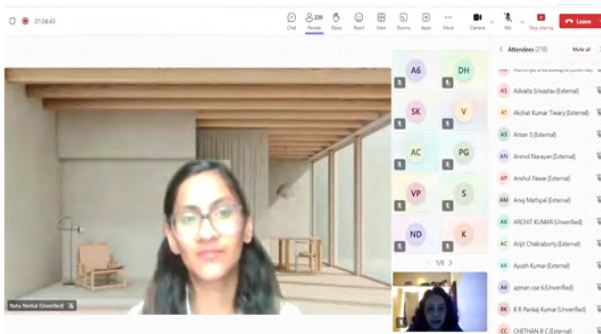 01:04:43
228
Chat
People
Raise
React
View
Rooms
Apps
More
Camera
Mic
Stop sharing
Leave
Attendees (218)
Mute all
A6
DH
SK
V
AC
PG
VP
S
ND
K
1/6
AS Advaita Srivastav (External)
AT Akshat Kumar Tiwary (External)
AS Aman S (External)
AN Anmol Narayan (External)
AP Anshul Pawar (External)
AM Anuj Mathpal (External)
AK ARCHIT KUMAR (Unverified)
AC Arijit Chakraborty (External)
AK Ayush Kumar (External)
A6 azman cse 6 (Unverified)
BK B R Pankaj Kumar (Unverified)
CC CHETHAN B C (External)
(Unverified)